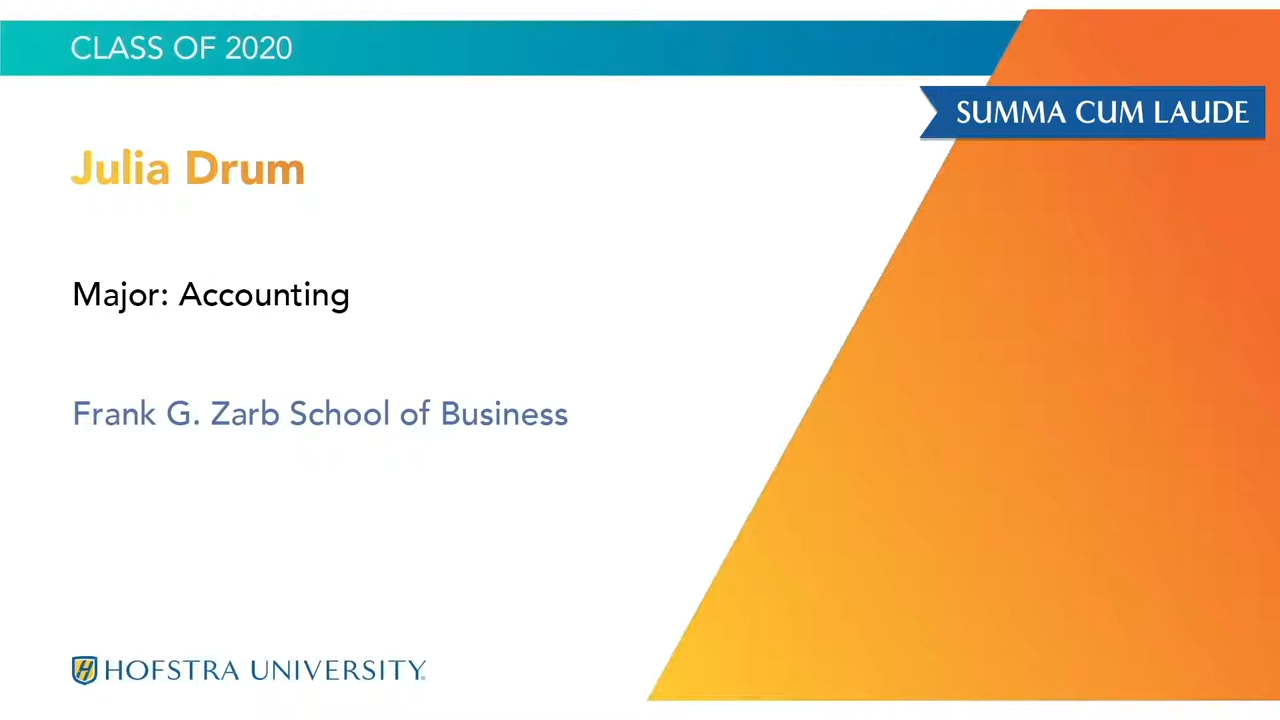 CLASS OF 2020
SUMMA CUM LAUDE
Julia Drum
Major: Accounting
Frank G. Zarb School of Business
HOFSTRA UNIVERSITY®